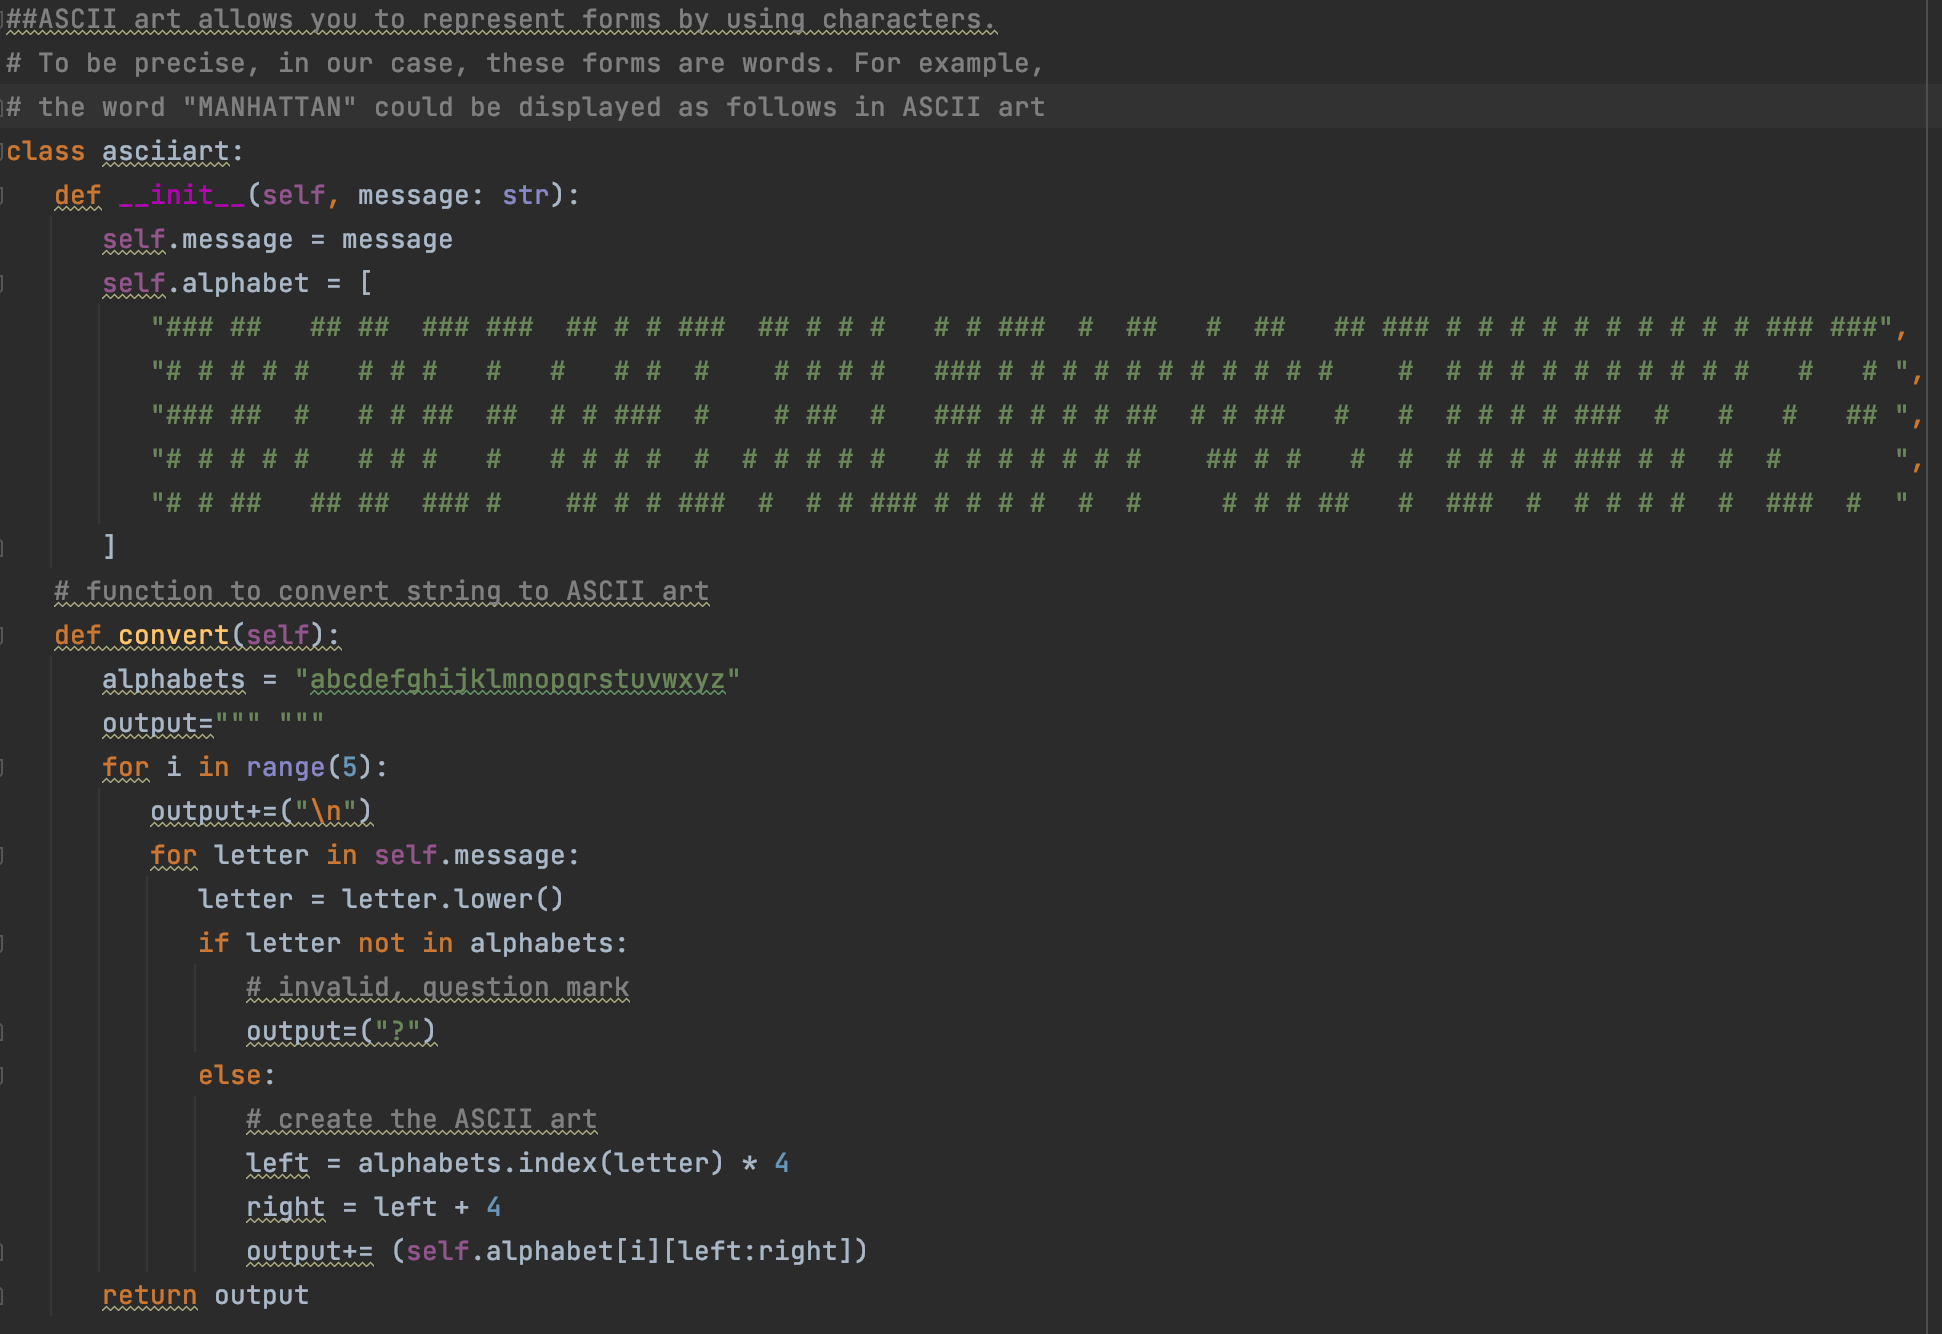 ##ASCII art allows you to represent forms by using characters.
# To be precise, in our case, these forms are words. For example,
# the word "MANHATTAN" could be displayed as follows in ASCII art
class asciiart:
   def __init__(self, message: str):
      self.message = message
      self.alphabet = [
         "### ##   ## ##  ### ###  ## # # ###  ## # # #   # # ###  #  ##   #  ##   ## ### # # # # # # # # # # ### ###",
         "# # # # #   # # #   #   #   # #  #    # # # #   ### # # # # # # # # # # #    #  # # # # # # # # # #   #   # ",
         "### ##  #   # # ##  ##  # # ###  #    # ##  #   ### # # # # ##  # # ##   #   #  # # # # ###  #   #   #   ## ",
         "# # # # #   # # #   #   # # # #  #  # # # # #   # # # # # # #    ## # #   #  #  # # # # ### # #  #  #       ",
         "# # ##   ## ##  ### #    ## # # ###  #  # # ### # # # #  #  #     # # # ##   #  ###  #  # # # #  #  ###  #  "
      ]
   # function to convert string to ASCII art
   def convert(self):
      alphabets = "abcdefghijklmnopqrstuvwxyz"
      output=""" """
      for i in range(5):
         output+=("\n")
         for letter in self.message:
            letter = letter.lower()
            if letter not in alphabets:
               # invalid, question mark
               output=("?")
            else:
               # create the ASCII art
               left = alphabets.index(letter) * 4
               right = left + 4
               output+= (self.alphabet[i][left:right])
      return output